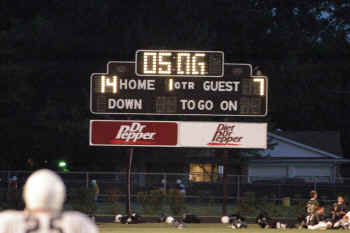 05:06
14 HOME 1 QTR GUEST 7
DOWN TO GO ON
Dr Pepper
Diet Dr Pepper